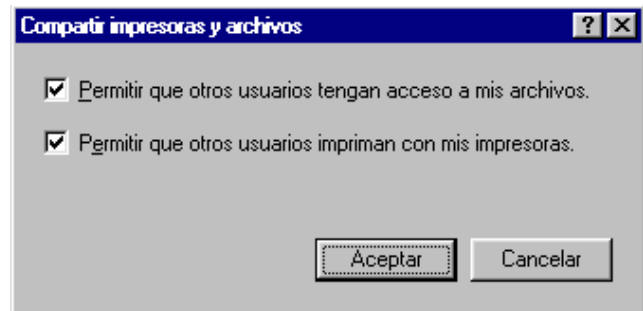 Compartir impresoras y archivos
Permitir que otros usuarios tengan acceso a mis archivos.
Permitir que otros usuarios impriman con mis impresoras.
Aceptar Cancelar